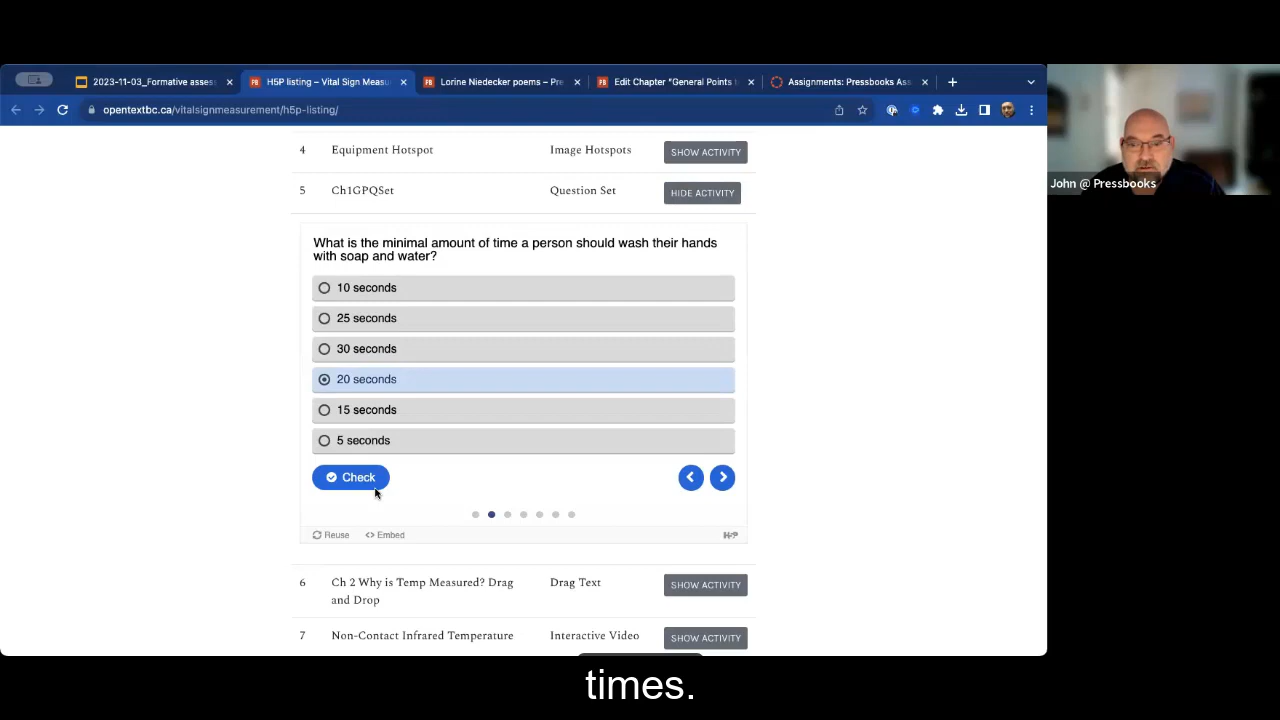 2023-11-03_Formative asses
H5P listing – Vital Sign Measu
Lorine Niedecker poems – Pre
Edit Chapter "General Points
Assignments: Pressbooks Ass
opentextbc.ca/vitalsignmeasurement/h5p-listing/
4 Equipment Hotspot Image Hotspots SHOW ACTIVITY
5 Ch1GPQSet Question Set HIDE ACTIVITY
What is the minimal amount of time a person should wash their hands
with soap and water?
10 seconds
25 seconds
30 seconds
20 seconds
15 seconds
5 seconds
Check
Reuse <> Embed H5P
6 Ch 2 Why is Temp Measured? Drag Drag Text SHOW ACTIVITY
and Drop
7 Non-Contact Infrared Temperature Interactive Video SHOW ACTIVITY
John @ Pressbooks
times.